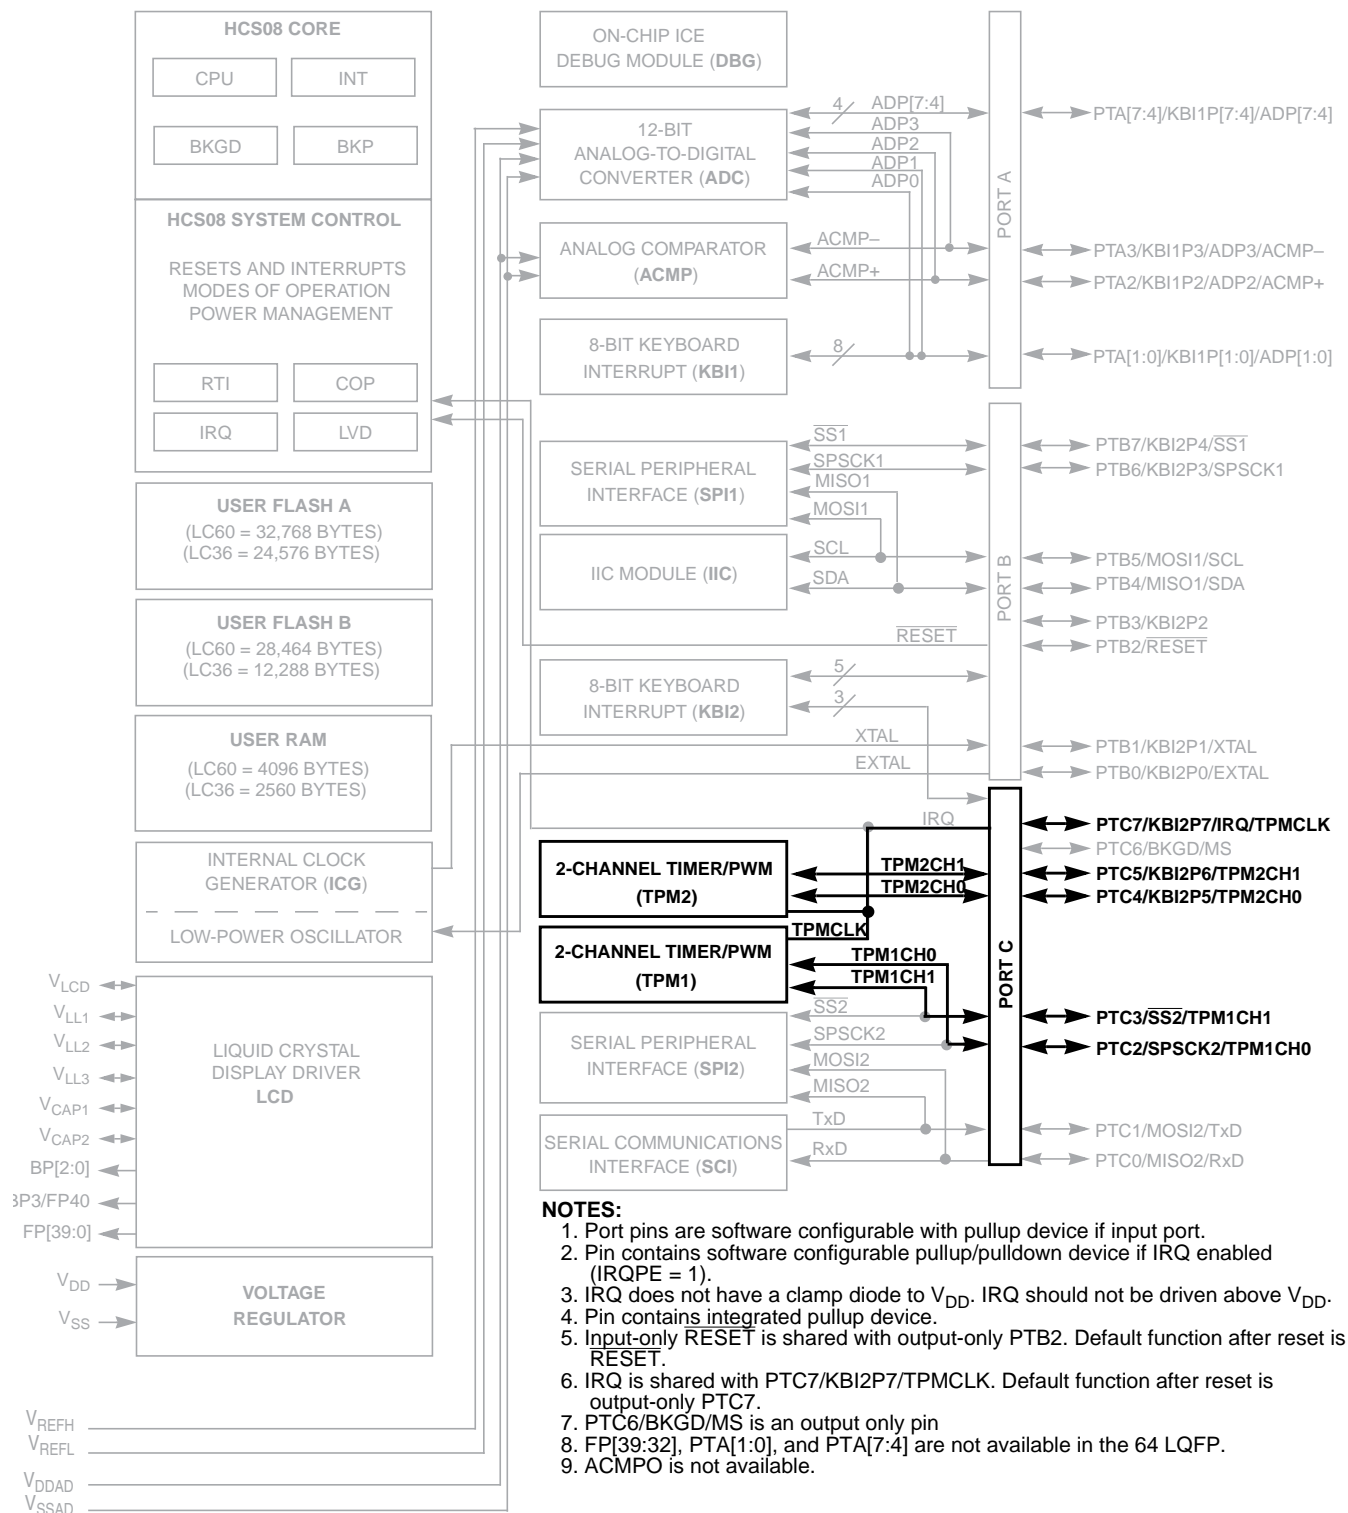 HCS08 CORE
CPU
INT
BKGD
BKP
HCS08 SYSTEM CONTROL
RESETS AND INTERRUPTS
MODES OF OPERATION
POWER MANAGEMENT
RTI
COP
IRQ
LVD
USER FLASH A
(LC60 = 32,768 BYTES)
(LC36 = 24,576 BYTES)
USER FLASH B
(LC60 = 28,464 BYTES)
(LC36 = 12,288 BYTES)
USER RAM
(LC60 = 4096 BYTES)
(LC36 = 2560 BYTES)
INTERNAL CLOCK
GENERATOR (ICG)
LOW-POWER OSCILLATOR
VLCD
VLL1
VLL2
VLL3
VCAP1
VCAP2
BP[2:0]
BP3/FP40
FP[39:0]
LIQUID CRYSTAL
DISPLAY DRIVER
LCD
VDD
VSS
VOLTAGE
REGULATOR
VREFH
VREFL
VDDAD
VSSAD
ON-CHIP ICE
DEBUG MODULE (DBG)
12-BIT
ANALOG-TO-DIGITAL
CONVERTER (ADC)
4
ADP[7:4]
ADP3
ADP2
ADP1
ADP0
ANALOG COMPARATOR
(ACMP)
ACMP–
ACMP+
8-BIT KEYBOARD
INTERRUPT (KBI1)
8
PORT A
PTA[7:4]/KBI1P[7:4]/ADP[7:4]
PTA3/KBI1P3/ADP3/ACMP–
PTA2/KBI1P2/ADP2/ACMP+
PTA[1:0]/KBI1P[1:0]/ADP[1:0]
SERIAL PERIPHERAL
INTERFACE (SPI1)
SS1
SPSCK1
MISO1
MOSI1
IIC MODULE (IIC)
SCL
SDA
RESET
8-BIT KEYBOARD
INTERRUPT (KBI2)
5
3
XTAL
EXTAL
PORT B
PTB7/KBI2P4/SS1
PTB6/KBI2P3/SPSCK1
PTB5/MOSI1/SCL
PTB4/MISO1/SDA
PTB3/KBI2P2
PTB2/RESET
PTB1/KBI2P1/XTAL
PTB0/KBI2P0/EXTAL
IRQ
2-CHANNEL TIMER/PWM
(TPM2)
TPM2CH1
TPM2CH0
TPMCLK
2-CHANNEL TIMER/PWM
(TPM1)
TPM1CH0
TPM1CH1
SERIAL PERIPHERAL
INTERFACE (SPI2)
SS2
SPSCK2
MOSI2
MISO2
SERIAL COMMUNICATIONS
INTERFACE (SCI)
TxD
RxD
PORT C
PTC7/KBI2P7/IRQ/TPMCLK
PTC6/BKGD/MS
PTC5/KBI2P6/TPM2CH1
PTC4/KBI2P5/TPM2CH0
PTC3/SS2/TPM1CH1
PTC2/SPSCK2/TPM1CH0
PTC1/MOSI2/TxD
PTC0/MISO2/RxD
NOTES:
1. Port pins are software configurable with pullup device if input port.
2. Pin contains software configurable pullup/pulldown device if IRQ enabled
(IRQPE = 1).
3. IRQ does not have a clamp diode to VDD. IRQ should not be driven above VDD.
4. Pin contains integrated pullup device.
5. Input-only RESET is shared with output-only PTB2. Default function after reset is
RESET.
6. IRQ is shared with PTC7/KBI2P7/TPMCLK. Default function after reset is
output-only PTC7.
7. PTC6/BKGD/MS is an output only pin
8. FP[39:32], PTA[1:0], and PTA[7:4] are not available in the 64 LQFP.
9. ACMPO is not available.